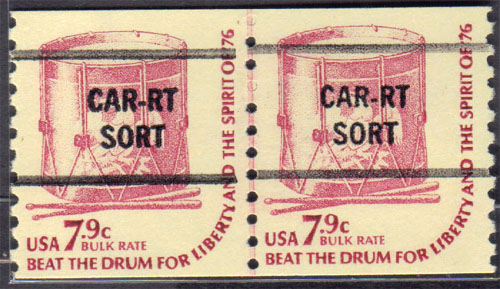 CAR-RT
SORT
USA 7.9c
BULK RATE
BEAT THE DRUM FOR LIBERTY AND THE SPIRIT OF '76
CAR-RT
SORT
USA 7.9c
BULK RATE
BEAT THE DRUM FOR LIBERTY AND THE SPIRIT OF '76